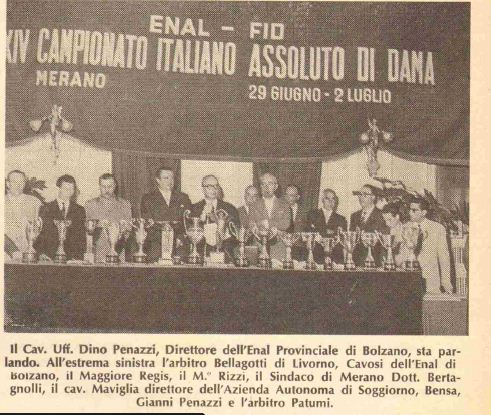 ENAL - FID
XIV CAMPIONATO ITALIANO ASSOLUTO DI DAMA
MERANO
29 GIUGNO - 2 LUGLIO
Il Cav. Uff. Dino Penazzi, Direttore dell'Enal Provinciale di Bolzano, sta par-
lando. All'estrema sinistra l'arbitro Bellagotti di Livorno, Cavosi dell'Enal di
Bolzano, il Maggiore Regis, il M.º Rizzi, il Sindaco di Merano Dott. Berta-
gnolli, il cav. Maviglia direttore dell'Azienda Autonoma di Soggiorno, Bensa,
Gianni Penazzi e l'arbitro Patumi.